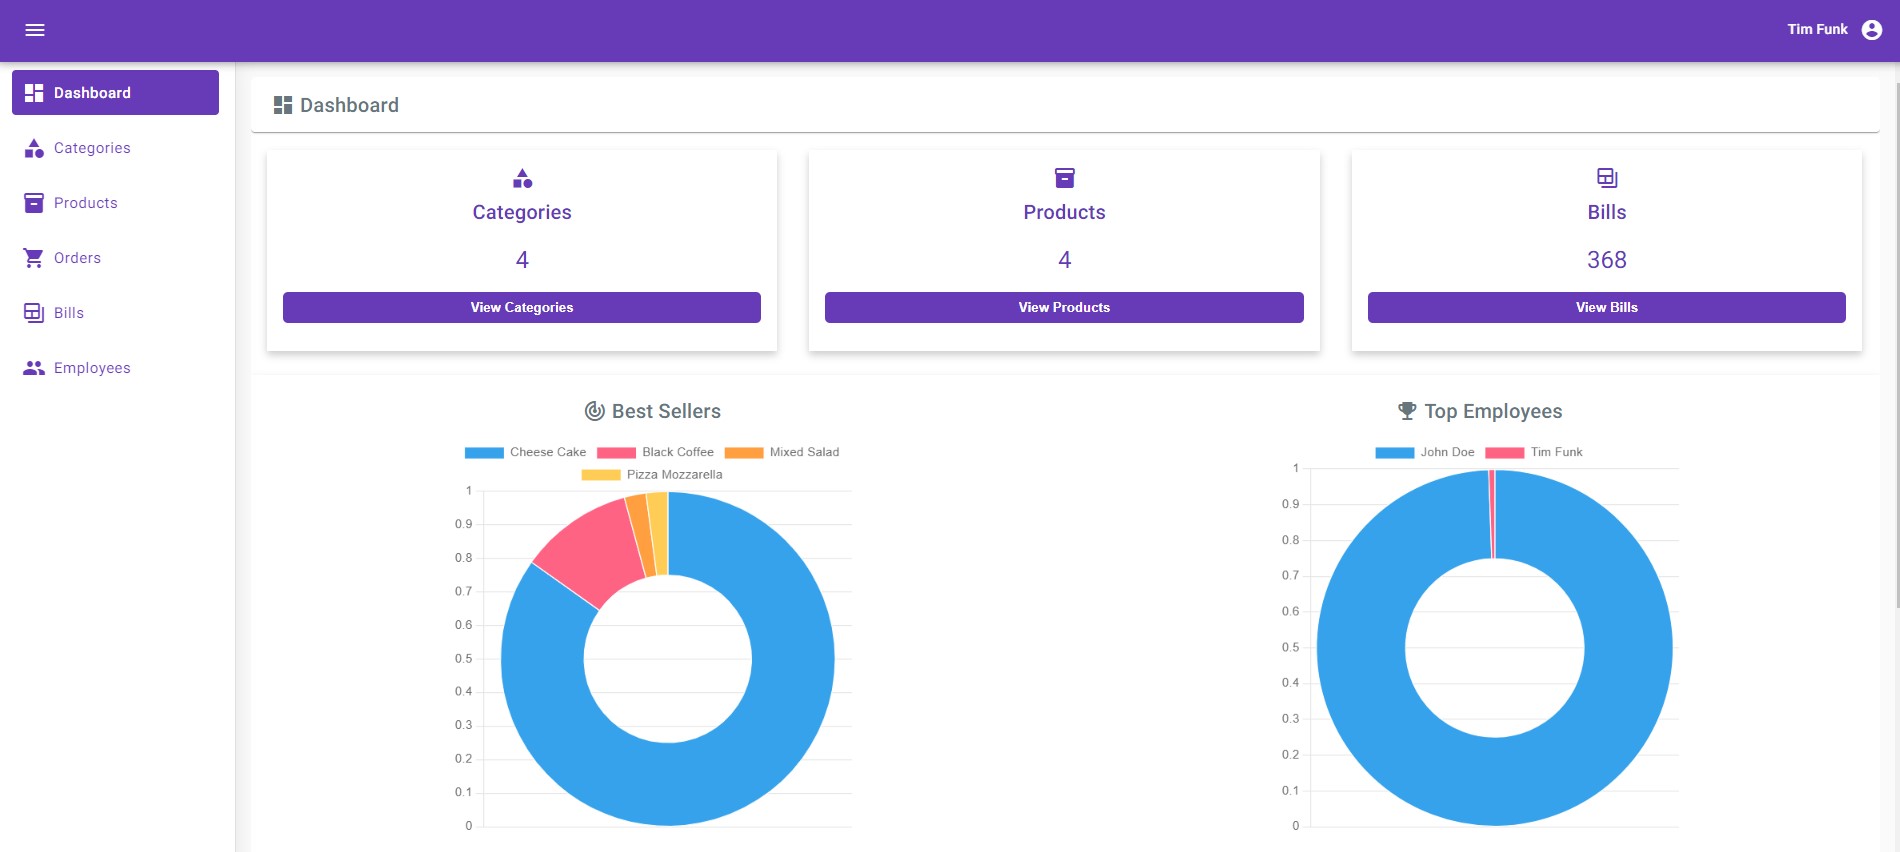 Tim Funk
Dashboard
Categories
Products
Orders
Bills
Employees
Dashboard
Categories
4
View Categories
Products
4
View Products
Bills
368
View Bills
Best Sellers
Cheese Cake Black Coffee Mixed Salad
Pizza Mozzarella
1
0.9
0.8
0.7
0.6
0.5
0.4
0.3
0.2
0.1
0
Top Employees
John Doe Tim Funk
1
0.9
0.8
0.7
0.6
0.5
0.4
0.3
0.2
0.1
0